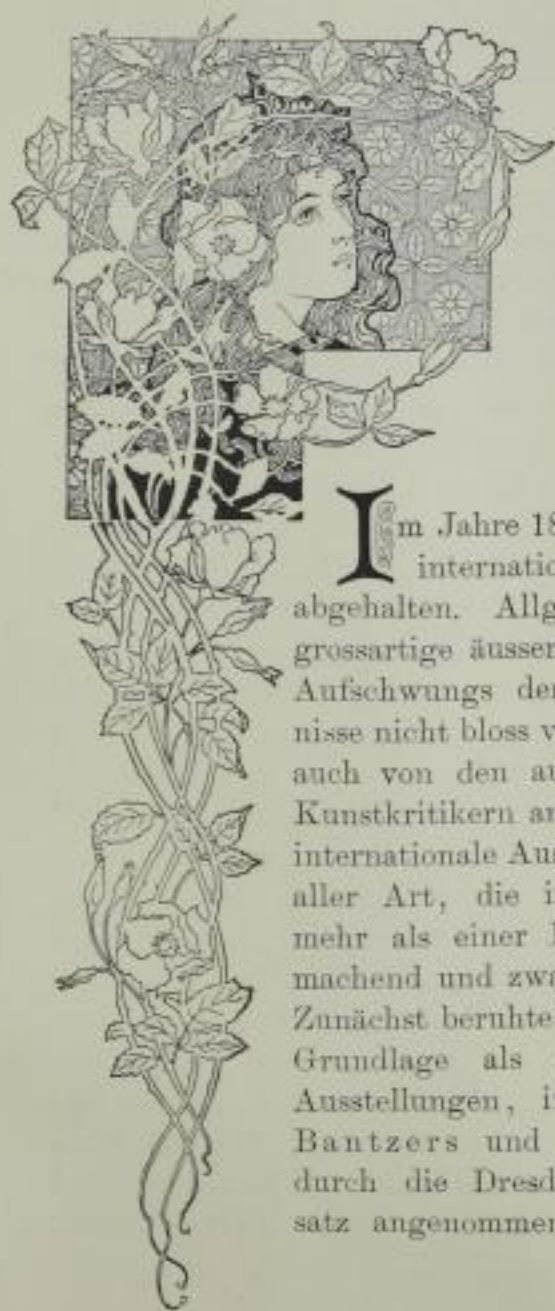 Im Jahre 18
internatio
abgehalten. Allg
grossartige äusser
Aufschwungs der
nisse nicht bloss v
auch von den au
Kunstkritikern an
internationale Aus
aller Art, die i
mehr als einer
machend und zwa
Zunächst beruhte
Grundlage als
Ausstellungen, i
Bantzers und
durch die Dresd
satz angenommen